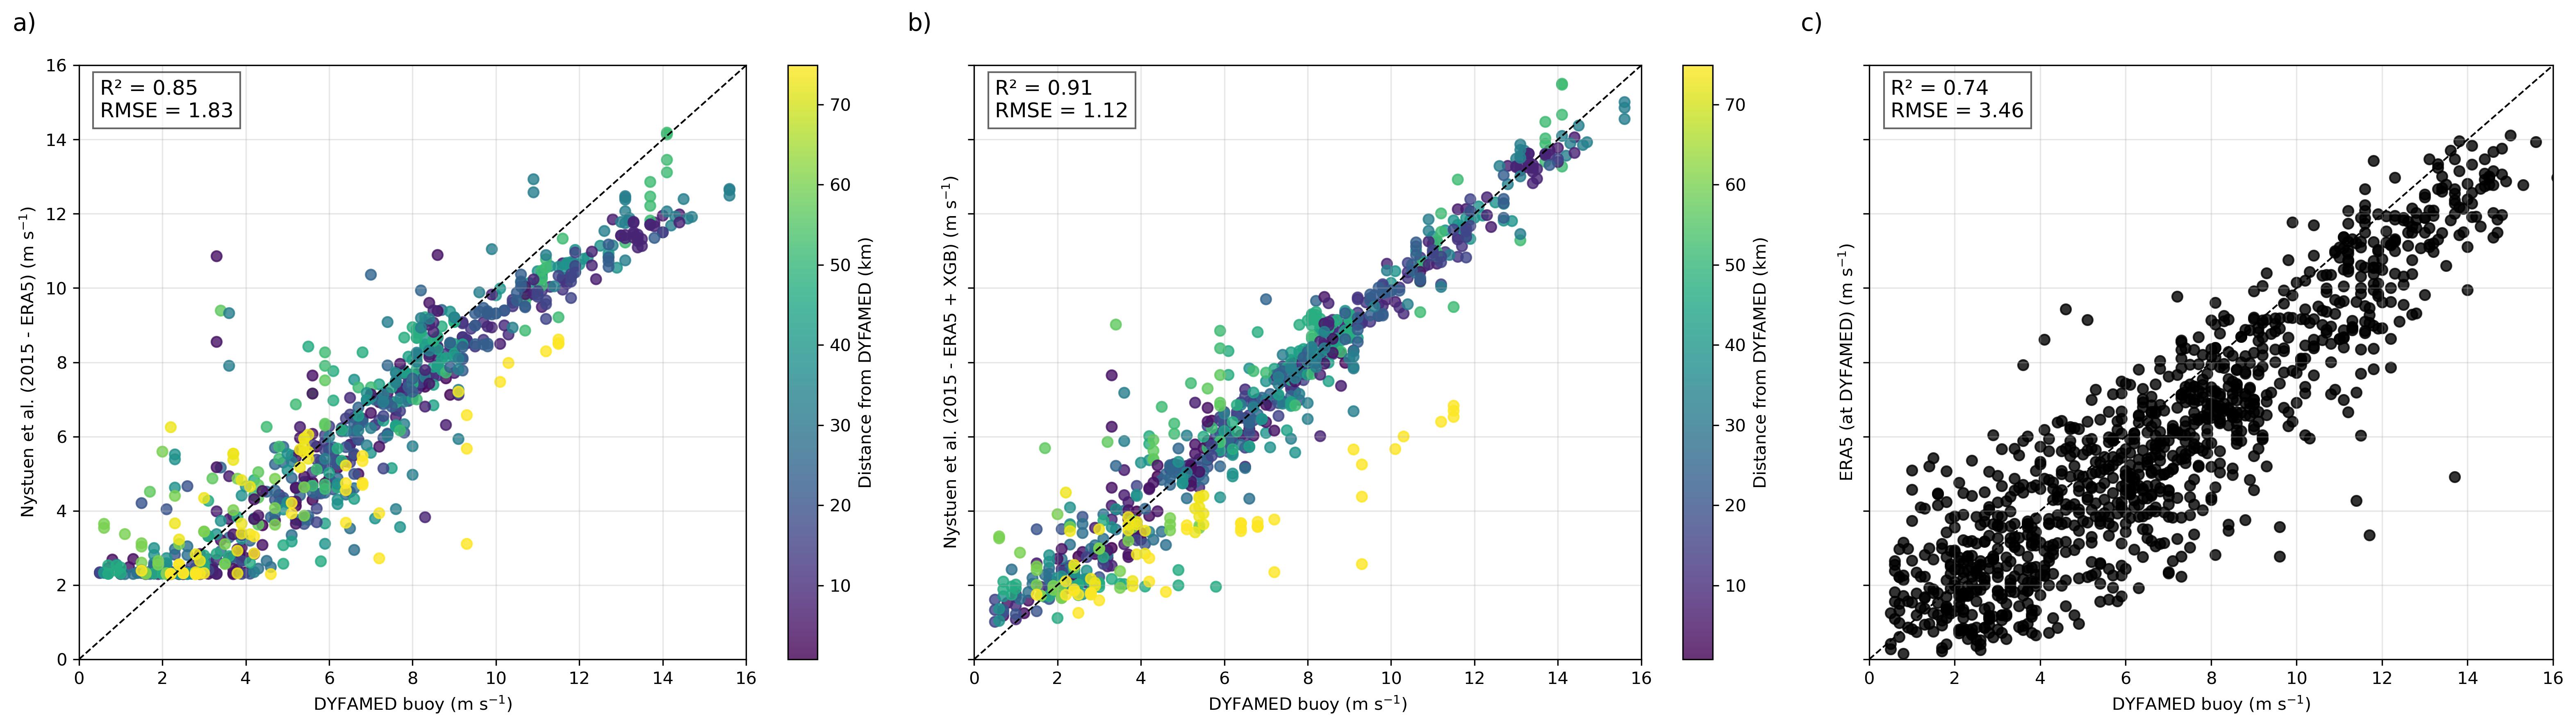 a)
R² = 0.85
RMSE = 1.83
Nystuen et al. (2015 - ERA5) (m s⁻¹)
16
14
12
10
8
6
4
2
0
0 2 4 6 8 10 12 14 16
DYFAMED buoy (m s⁻¹)
70
60
50
40
30
20
10
Distance from DYFAMED (km)
b)
R² = 0.91
RMSE = 1.12
Nystuen et al. (2015 - ERA5 + XGB) (m s⁻¹)
0 2 4 6 8 10 12 14 16
DYFAMED buoy (m s⁻¹)
70
60
50
40
30
20
10
Distance from DYFAMED (km)
c)
R² = 0.74
RMSE = 3.46
ERA5 (at DYFAMED) (m s⁻¹)
0 2 4 6 8 10 12 14 16
DYFAMED buoy (m s⁻¹)